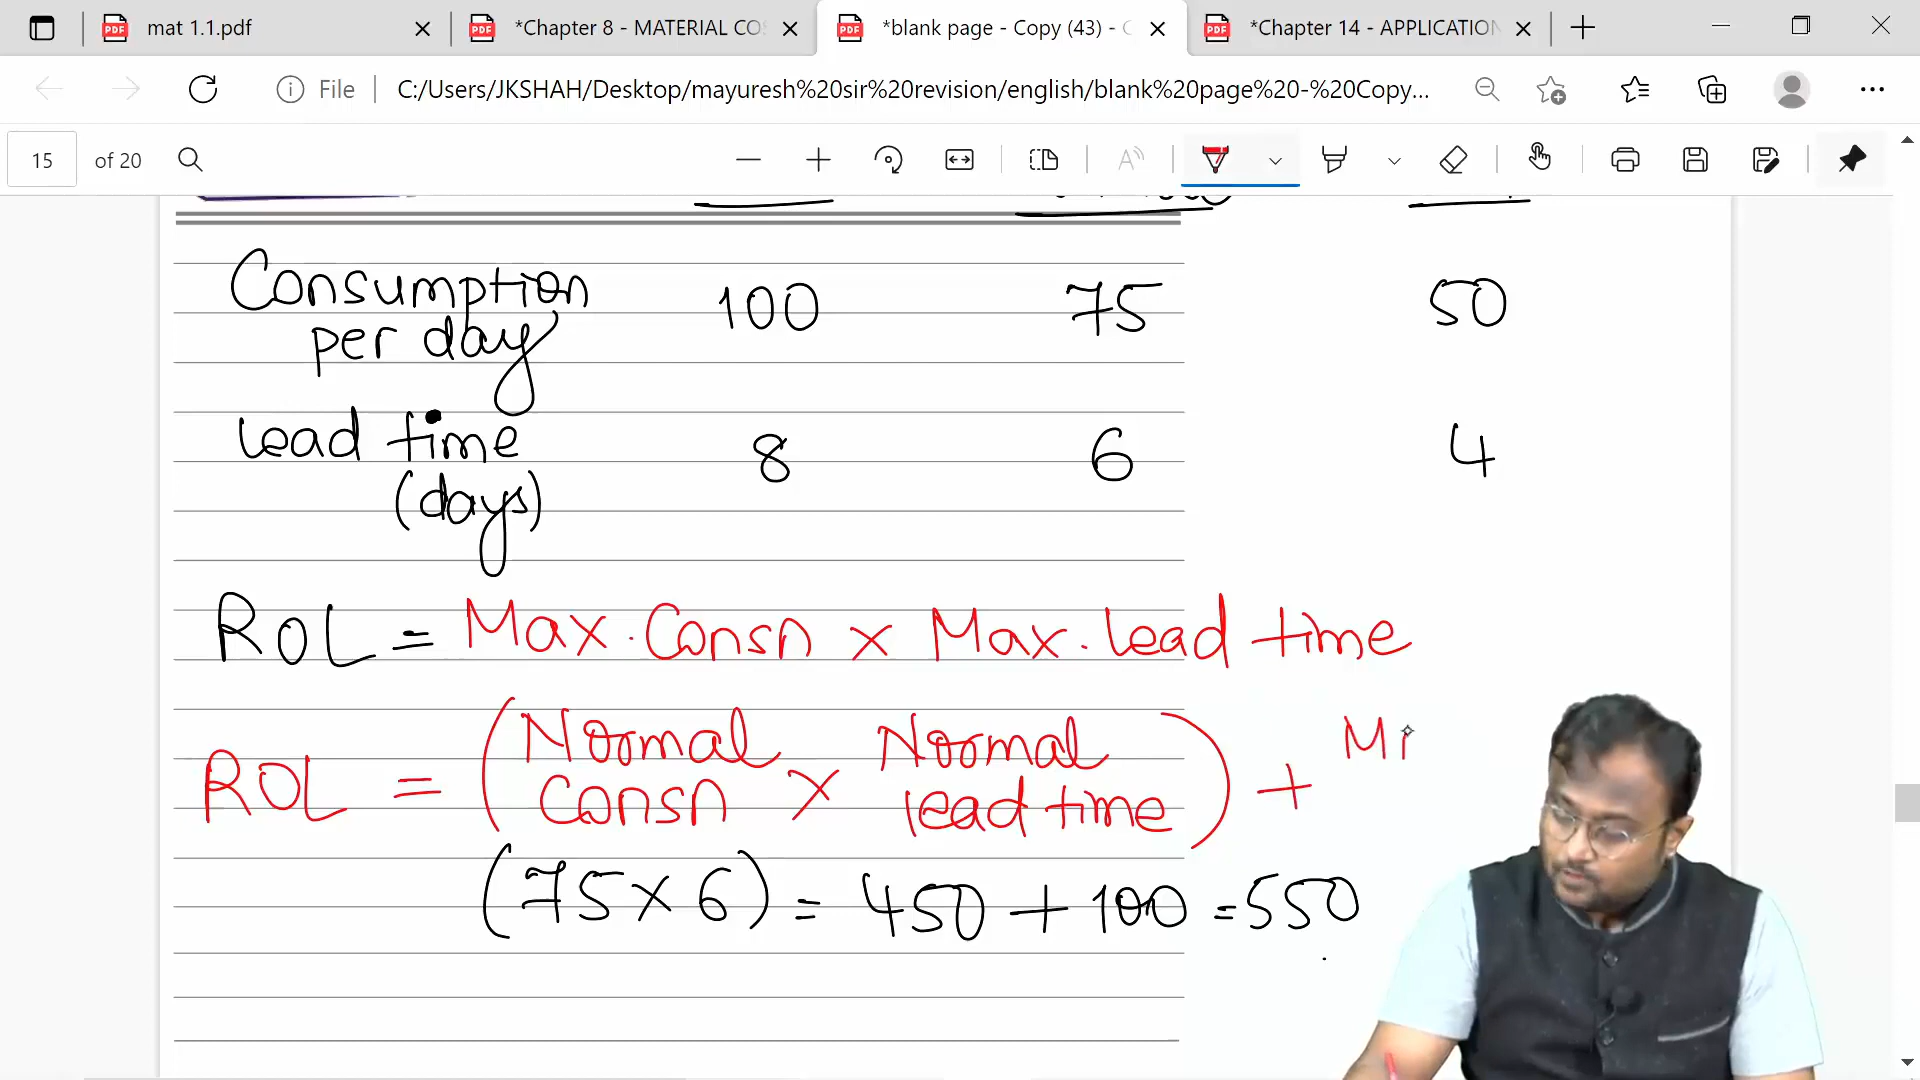 mat 1.1.pdf
*Chapter 8 - MATERIAL COS
*blank page - Copy (43) - C
*Chapter 14 - APPLICATION
File
C:/Users/JKSHAH/Desktop/mayuresh%20sir%20revision/english/blank%20page%20-%20Copy...
15 of 20
Consumption per day 100 75 50
lead time (days) 8 6 4
ROL = Max. Consn x Max. lead time
ROL = (Normal Consn x Normal lead time) + Mi
(75 x 6) = 450 + 100 = 550